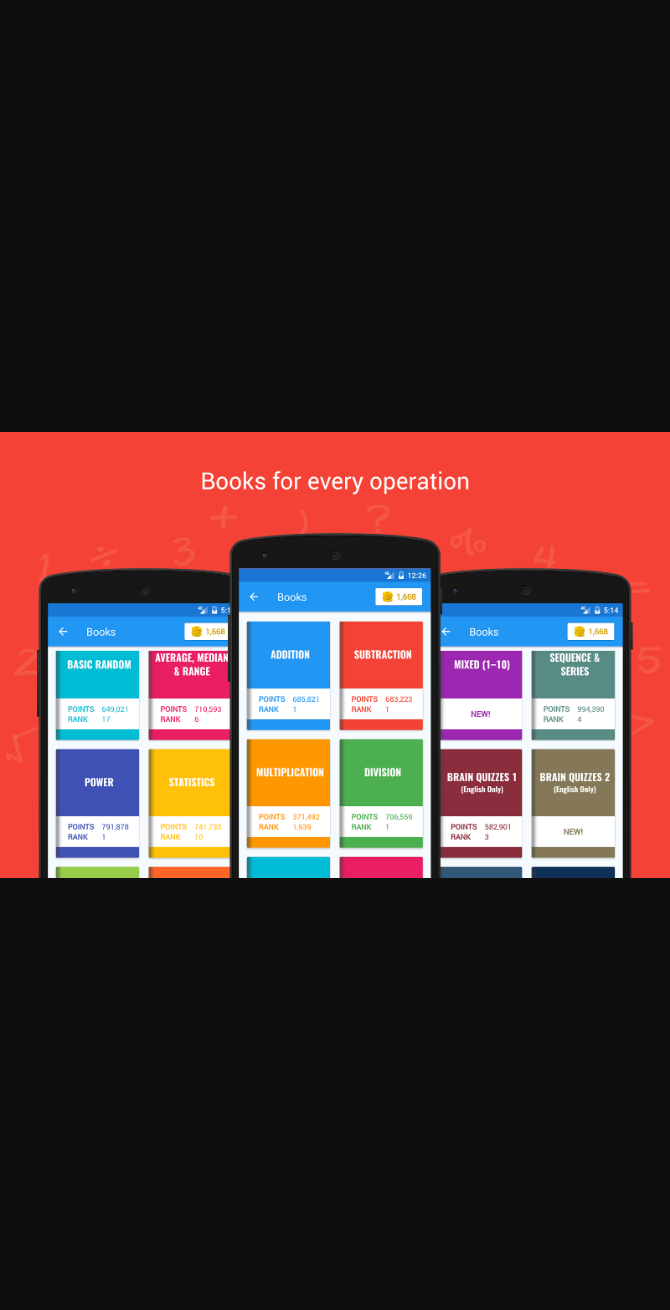 Books for every operation
1 ÷ 3 + ) ? % 4 =
2 √ 5 >
5:1
Books
1,668
BASIC RANDOM
POINTS 649,021
RANK 17
AVERAGE, MEDIAN
& RANGE
POINTS 710,593
RANK 6
POWER
POINTS 791,878
RANK 1
STATISTICS
POINTS 741,733
RANK 10
12:26
Books
1,668
ADDITION
POINTS 685,821
RANK 1
SUBTRACTION
POINTS 683,223
RANK 1
MULTIPLICATION
POINTS 371,492
RANK 1,939
DIVISION
POINTS 706,559
RANK 1
5:14
Books
1,668
MIXED (1–10)
NEW!
SEQUENCE &
SERIES
POINTS 994,390
RANK 4
BRAIN QUIZZES 1
(English Only)
POINTS 582,901
RANK 3
BRAIN QUIZZES 2
(English Only)
NEW!